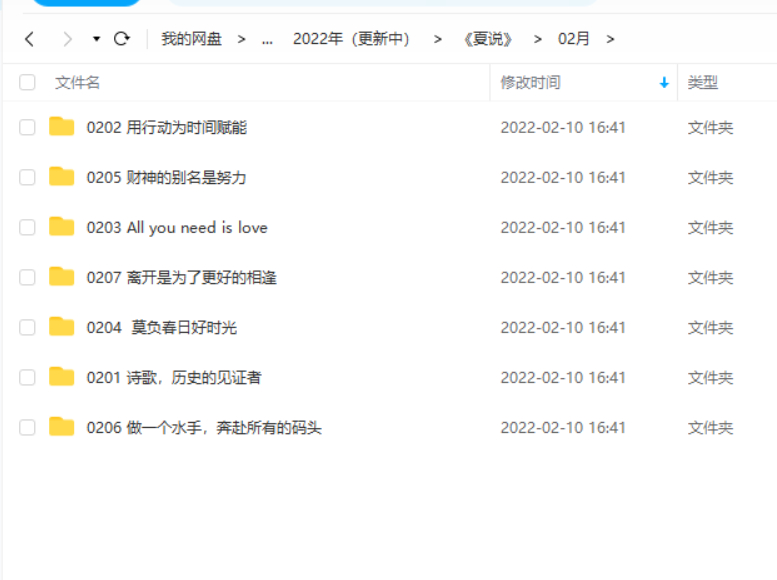 我的网盘 > ... 2022年（更新中） > 《夏说》 > 02月 >
文件名 修改时间 类型
0202 用行动为时间赋能 2022-02-10 16:41 文件夹
0205 财神的别名是努力 2022-02-10 16:41 文件夹
0203 All you need is love 2022-02-10 16:41 文件夹
0207 离开是为了更好的相逢 2022-02-10 16:41 文件夹
0204  莫负春日好时光 2022-02-10 16:41 文件夹
0201 诗歌，历史的见证者 2022-02-10 16:41 文件夹
0206 做一个水手，奔赴所有的码头 2022-02-10 16:41 文件夹